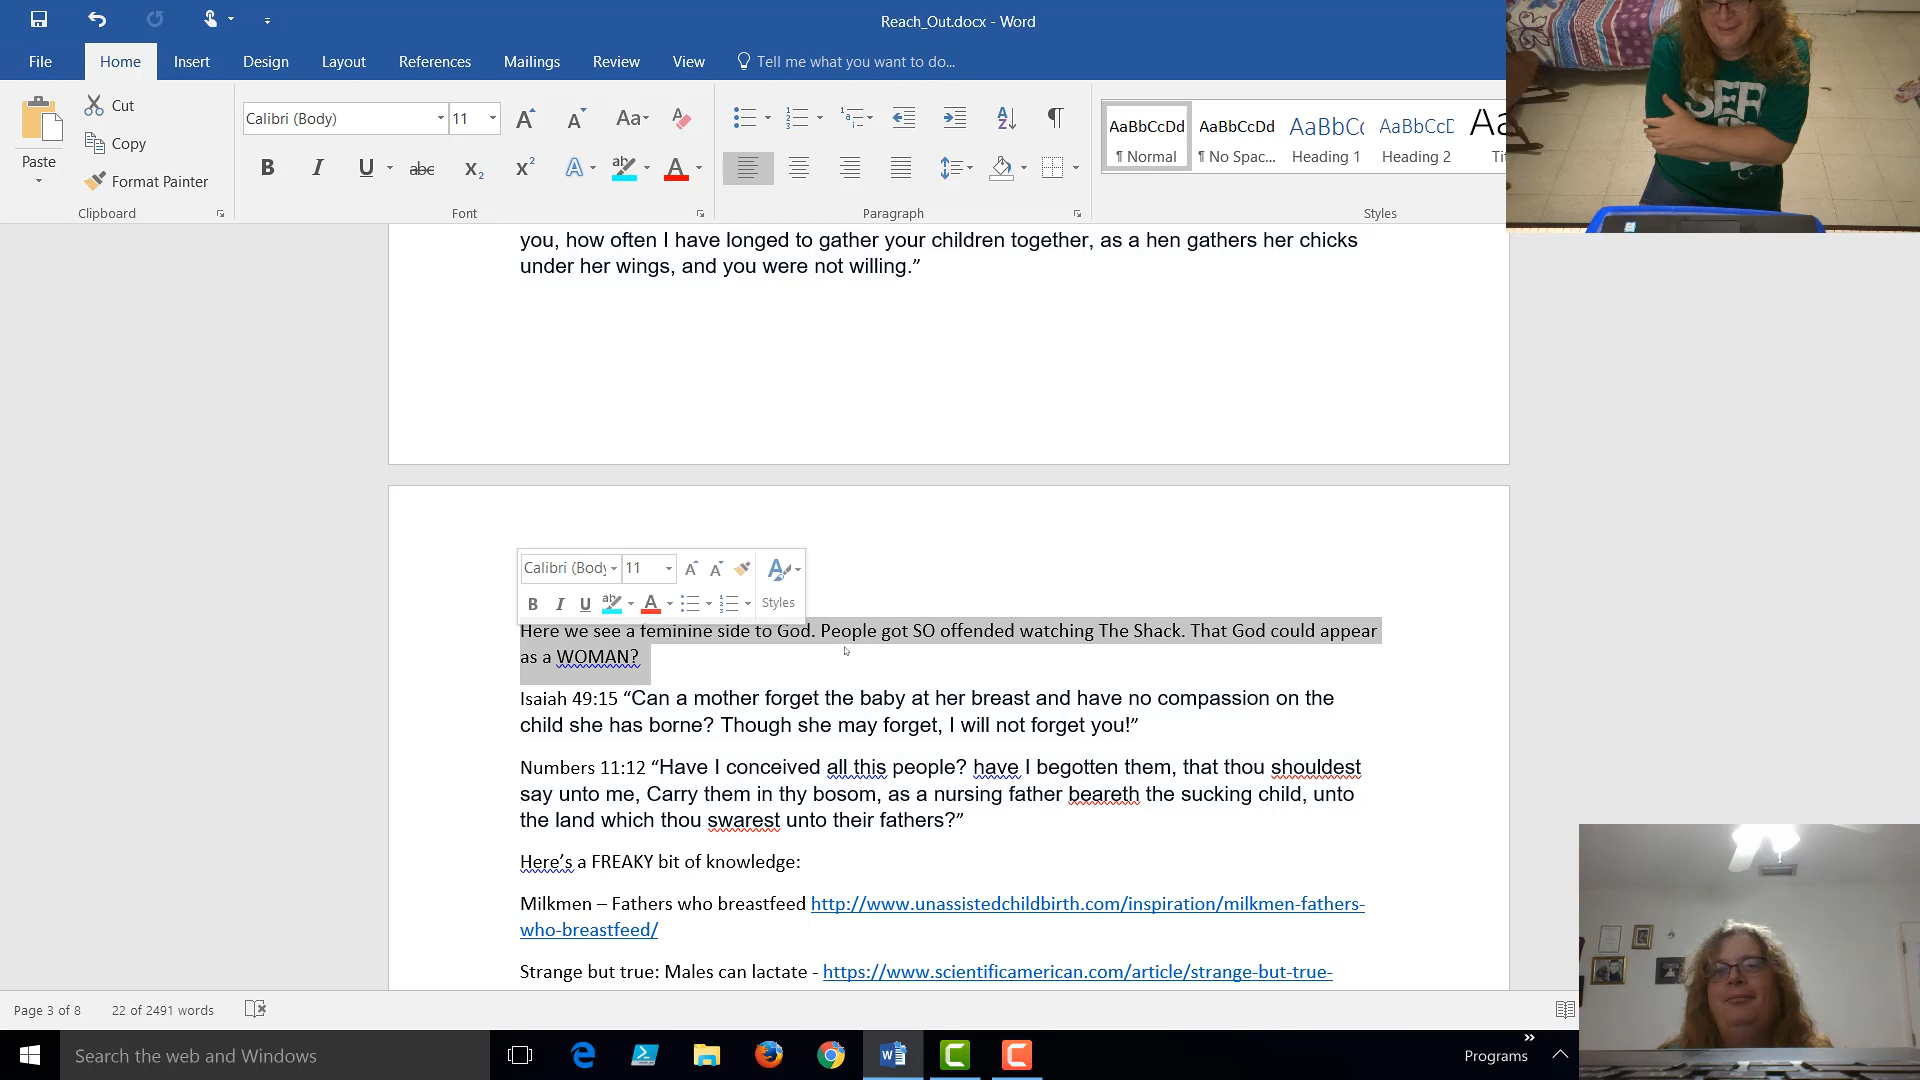 Reach_Out.docx - Word
File Home Insert Design Layout References Mailings Review View Tell me what you want to do...
Paste
Cut
Copy
Format Painter
Clipboard
Calibri (Body) 11
Font
Paragraph
AaBbCcDd AaBbCcDd AaBbCc AaBbCcD Aa
¶ Normal ¶ No Spac... Heading 1 Heading 2
Styles
you, how often I have longed to gather your children together, as a hen gathers her chicks
under her wings, and you were not willing.”
Calibri (Body 11
B I U Styles
Here we see a feminine side to God. People got SO offended watching The Shack. That God could appear
as a WOMAN?
Isaiah 49:15 “Can a mother forget the baby at her breast and have no compassion on the
child she has borne? Though she may forget, I will not forget you!”
Numbers 11:12 “Have I conceived all this people? have I begotten them, that thou shouldest
say unto me, Carry them in thy bosom, as a nursing father beareth the sucking child, unto
the land which thou swarest unto their fathers?”
Here’s a FREAKY bit of knowledge:
Milkmen – Fathers who breastfeed http://www.unassistedchildbirth.com/inspiration/milkmen-fathers-
who-breastfeed/
Strange but true: Males can lactate - https://www.scientificamerican.com/article/strange-but-true-
Page 3 of 8 22 of 2491 words
Search the web and Windows
Programs